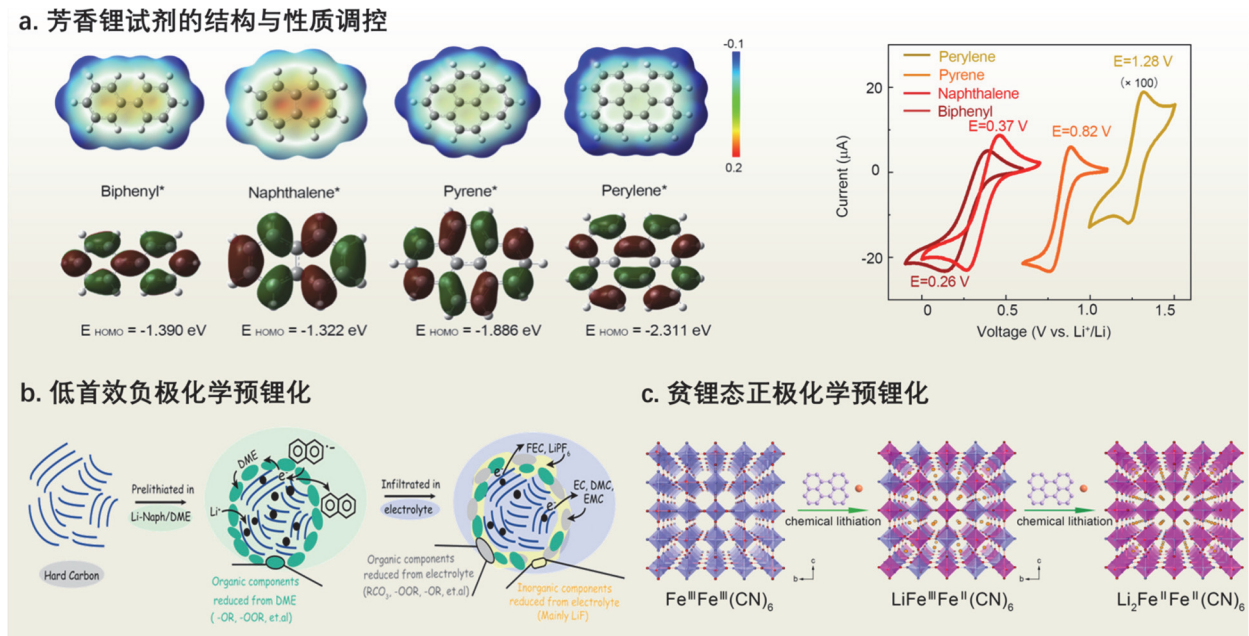 a. 芳香锂试剂的结构与性质调控
-0.1
0.2
Biphenyl*
Naphthalene*
Pyrene*
Perylene*
E HOMO = -1.390 eV
E HOMO = -1.322 eV
E HOMO = -1.886 eV
E HOMO = -2.311 eV
Perylene
Pyrene
Naphthalene
Biphenyl
E=1.28 V
(× 100)
E=0.37 V
E=0.82 V
E=0.26 V
20
0
-20
Current (μA)
0
0.5
1.0
1.5
Voltage (V vs. Li⁺/Li)
b. 低首效负极化学预锂化
Hard Carbon
Prelithiated in
Li-Naph/DME
DME
e⁻
Li⁺
•−
Organic components
reduced from DME
( -OR, -OOR, et.al)
Infiltrated in
electrolyte
FEC, LiPF₆
e⁻
EC, DMC,
EMC
e⁻
Organic components
reduced from electrolyte
(RCO₃, -OOR, -OR, et.al)
Inorganic components
reduced from electrolyte
(Mainly LiF)
c. 贫锂态正极化学预锂化
chemical lithiation
chemical lithiation
c
b
c
b
c
b
FeᴵᴵᴵFeᴵᴵᴵ(CN)₆
LiFeᴵᴵᴵFeᴵᴵ(CN)₆
Li₂FeᴵᴵFeᴵᴵ(CN)₆